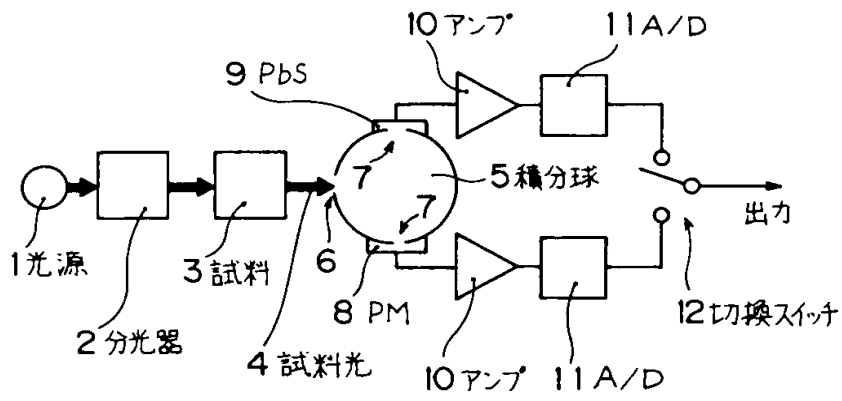 10 アンプ
11 A/D
9 PbS
7
5 積分球
7
出力
1 光源
3 試料
6
8 PM
12 切換スイッチ
2 分光器
4 試料光
10 アンプ
11 A/D